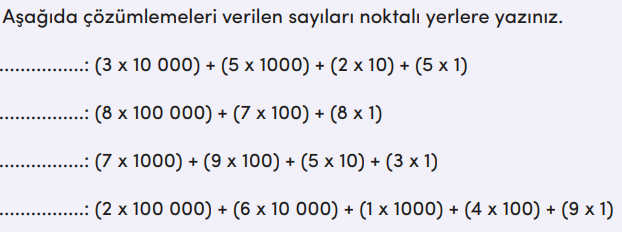 Aşağıda çözümlemeleri verilen sayıları noktalı yerlere yazınız.
................: (3 x 10 000) + (5 x 1000) + (2 x 10) + (5 x 1)
................: (8 x 100 000) + (7 x 100) + (8 x 1)
................: (7 x 1000) + (9 x 100) + (5 x 10) + (3 x 1)
................: (2 x 100 000) + (6 x 10 000) + (1 x 1000) + (4 x 100) + (9 x 1)